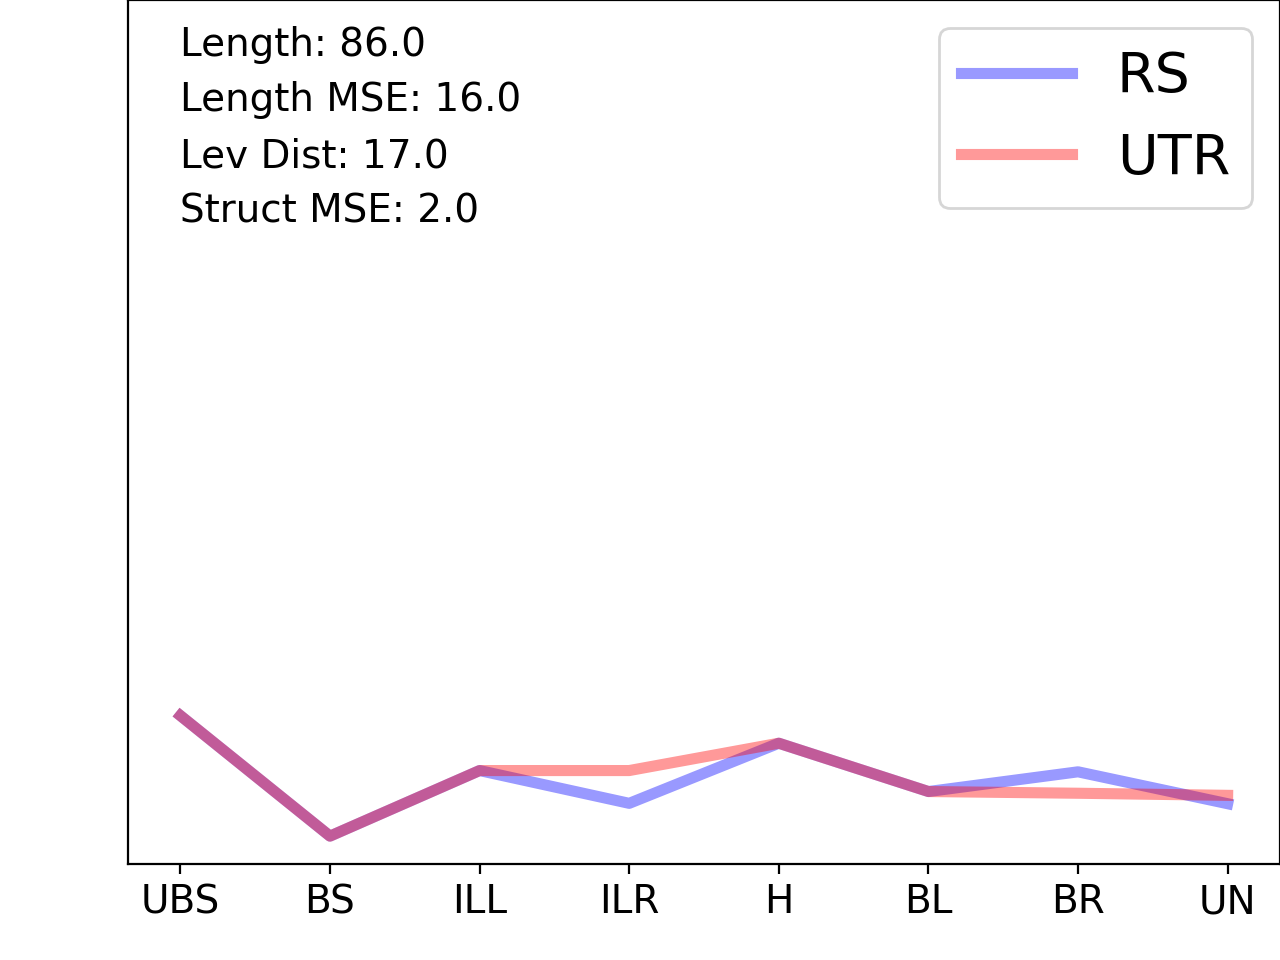 Length: 86.0
Length MSE: 16.0
Lev Dist: 17.0
Struct MSE: 2.0
RS
UTR
UBS BS ILL ILR H BL BR UN